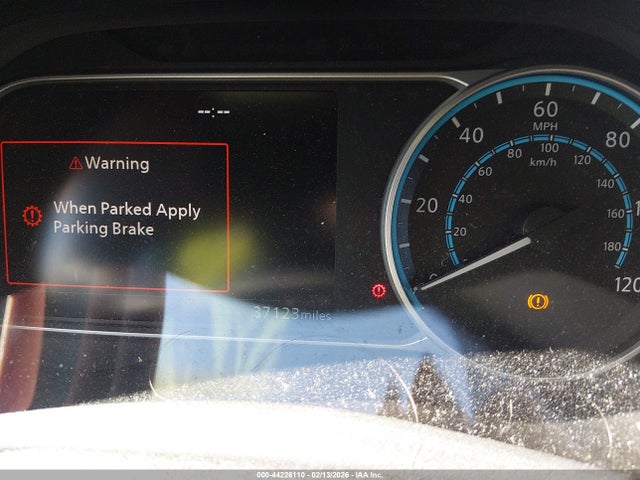 --:--
Warning
When Parked Apply
Parking Brake
37123 miles
20
40
60
80
120
MPH
km/h
20
40
60
80
100
120
140
160
180
000-44226110 - 02/13/2026 - IAA Inc.